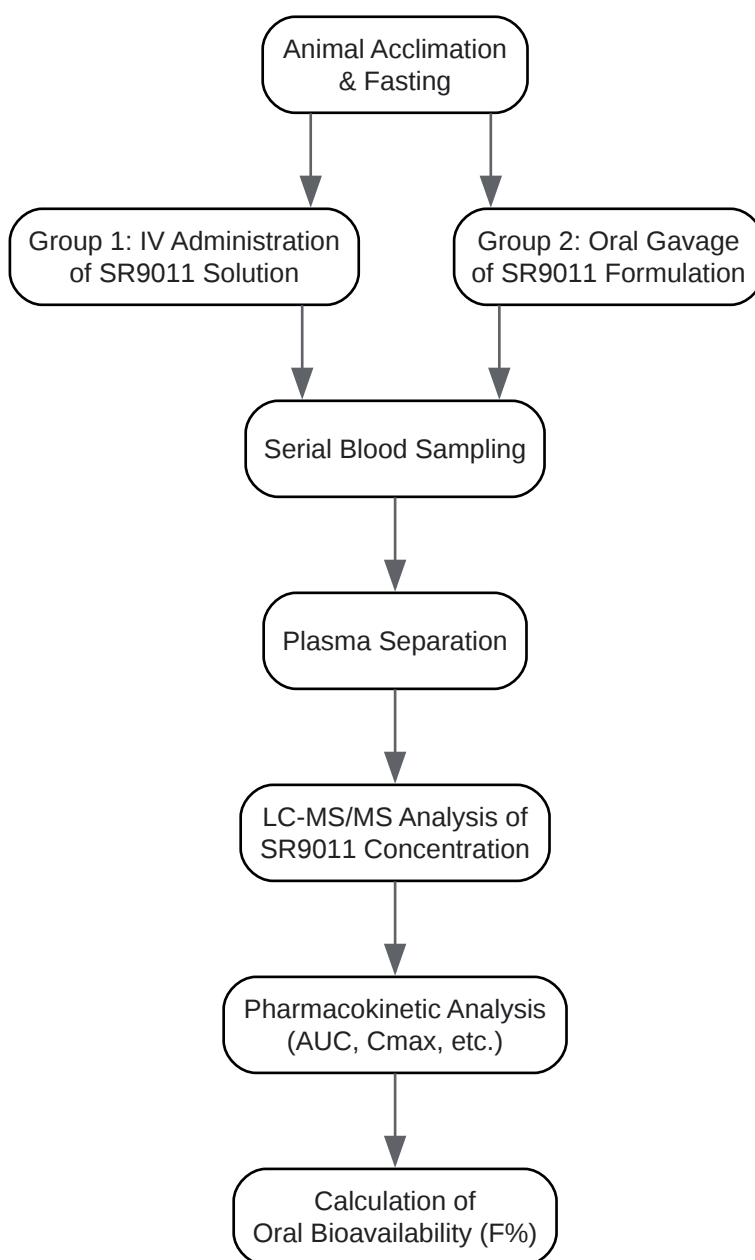 Animal Acclimation
& Fasting
Group 1: IV Administration
of SR9011 Solution
Group 2: Oral Gavage
of SR9011 Formulation
Serial Blood Sampling
Plasma Separation
LC-MS/MS Analysis of
SR9011 Concentration
Pharmacokinetic Analysis
(AUC, Cmax, etc.)
Calculation of
Oral Bioavailability (F%)